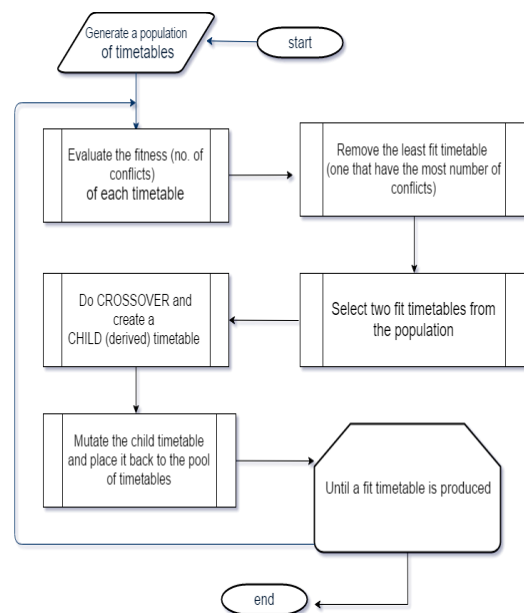 Generate a population
of timetables
start
Evaluate the fitness (no. of
conflicts)
of each timetable
Remove the least fit timetable
(one that have the most number of
conflicts)
Select two fit timetables from
the population
Do CROSSOVER and
create a
CHILD (derived) timetable
Mutate the child timetable
and place it back to the pool
of timetables
Until a fit timetable is produced
end